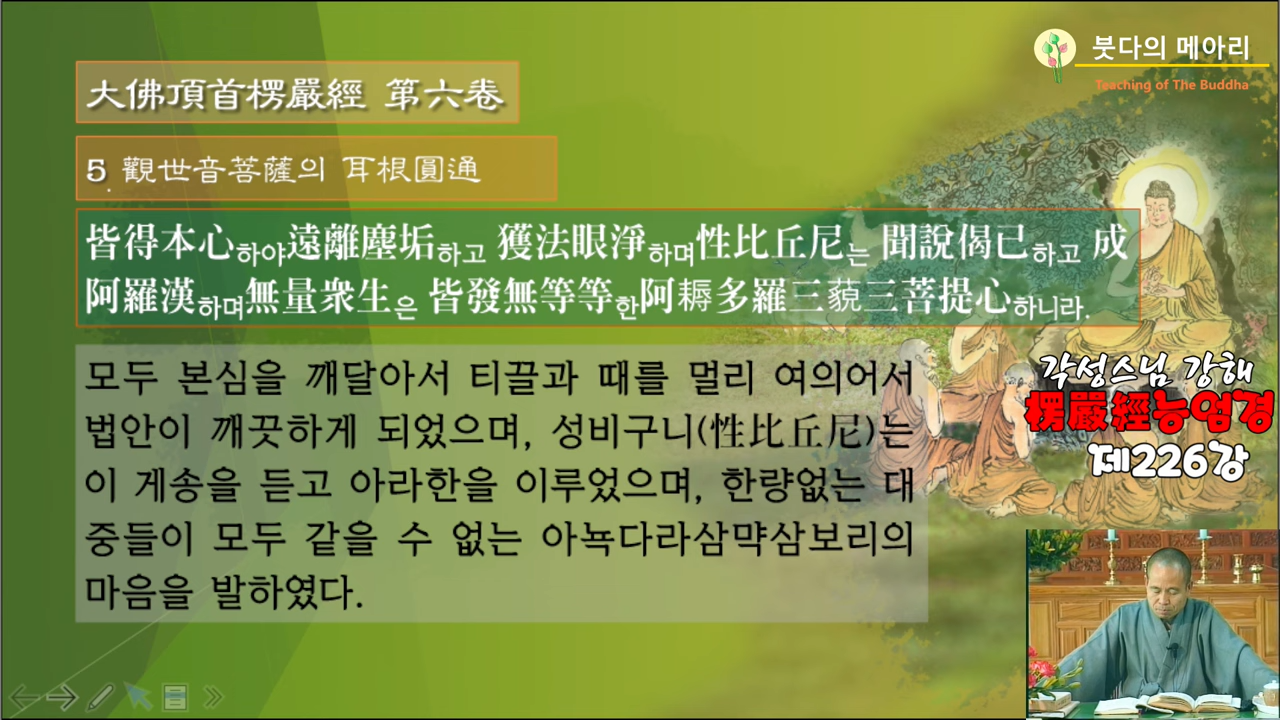 大佛頂首楞嚴經 第六卷
5. 觀世音菩薩의 耳根圓通
皆得本心하야遠離塵垢하고 獲法眼淨하며性比丘尼는 聞說偈已하고 成
阿羅漢하며無量衆生은 皆發無等等한阿耨多羅三藐三菩提心하니라.
모두 본심을 깨달아서 티끌과 때를 멀리 여의어서
법안이 깨끗하게 되었으며, 성비구니(性比丘尼)는
이 게송을 듣고 아라한을 이루었으며, 한량없는 대
중들이 모두 같을 수 없는 아뇩다라삼먁삼보리의
마음을 발하였다.
붓다의 메아리
Teaching of The Buddha
각성스님 강해
楞嚴經능엄경
제226강